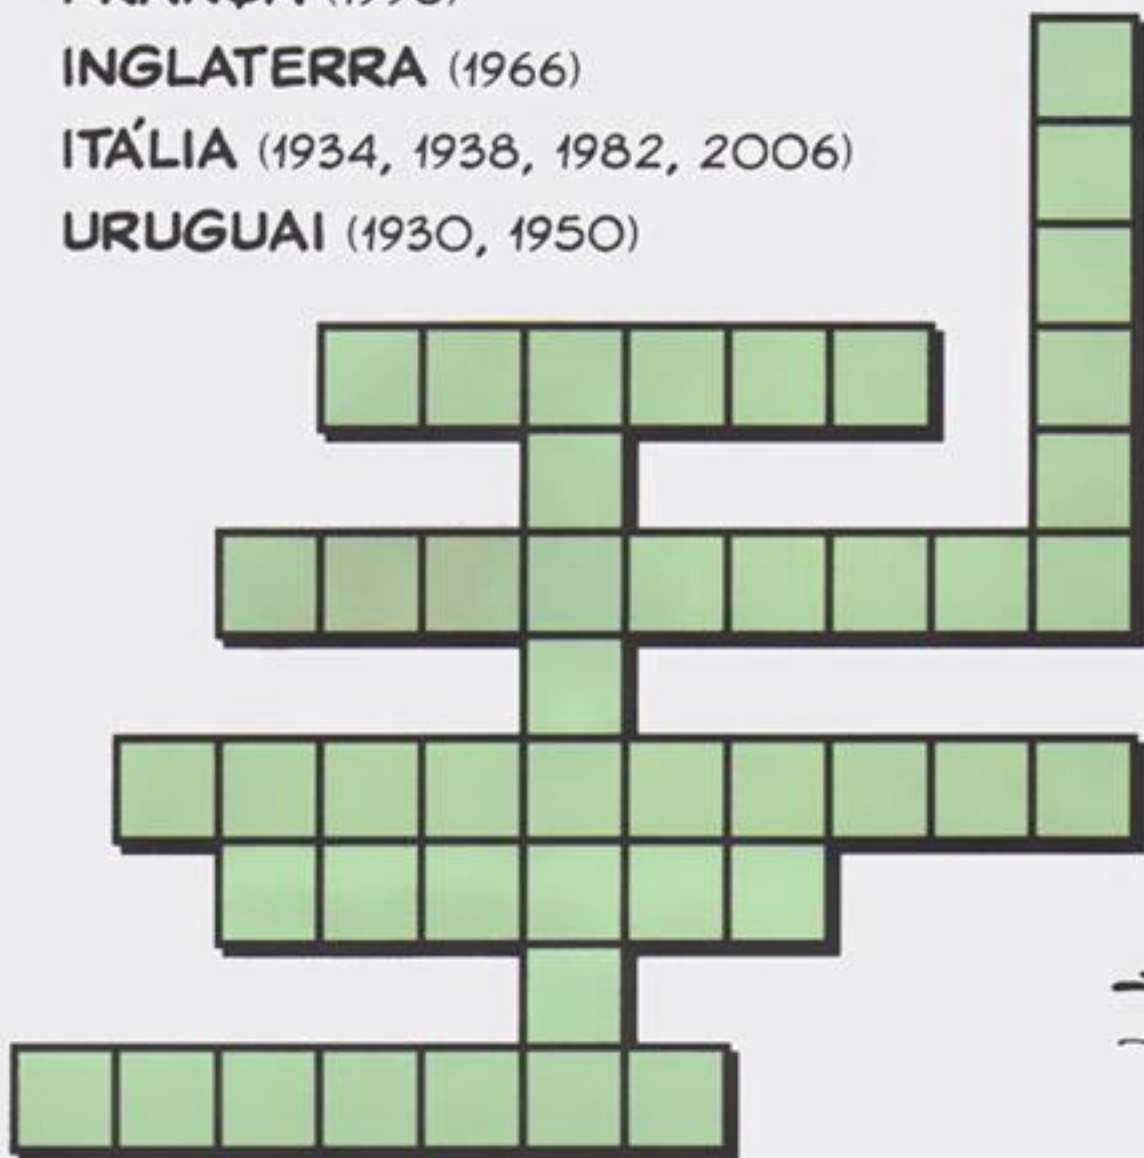 INGLATERRA (1966)
ITÁLIA (1934, 1938, 1982, 2006)
URUGUAI (1930, 1950)